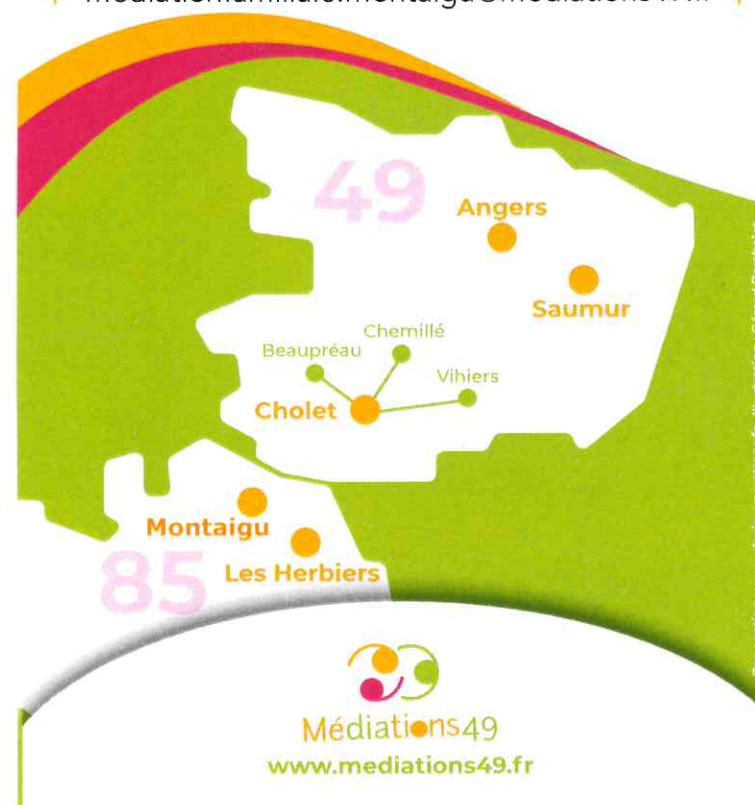 49
Angers
Saumur
Chemillé
Beaupréau
Vihiers
Cholet
Montaigu
85
Les Herbiers
Médiations49
www.mediations49.fr